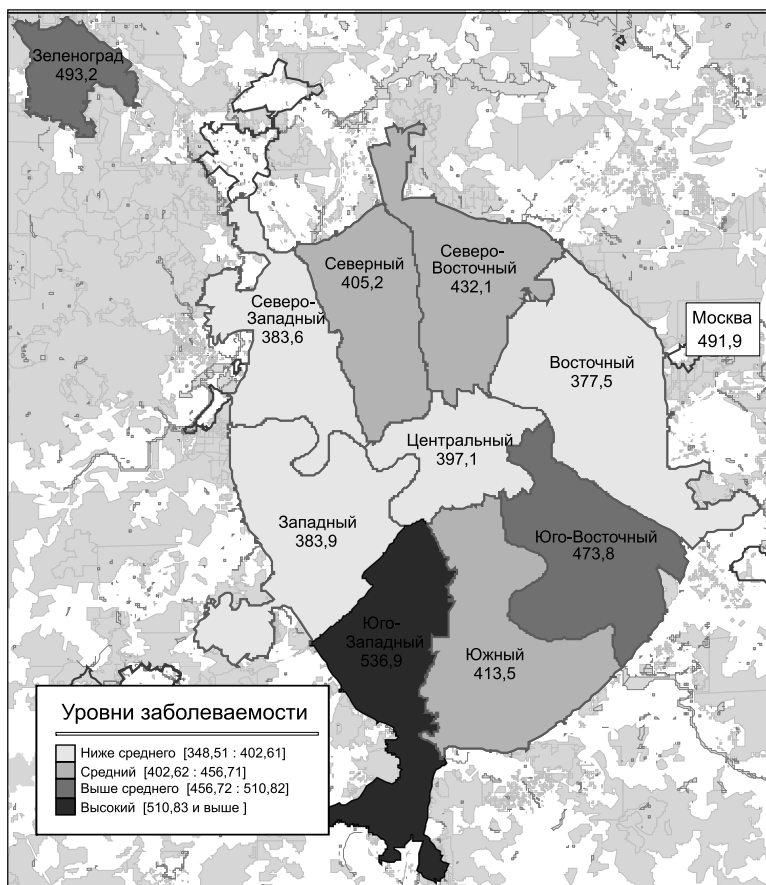 Зеленоград
493,2
Северный
405,2
Северо-
Восточный
432,1
Северо-
Западный
383,6
Москва
491,9
Восточный
377,5
Центральный
397,1
Западный
383,9
Юго-Восточный
473,8
Юго-
Западный
536,9
Южный
413,5
Уровни заболеваемости
Ниже среднего [348,51 : 402,61]
Средний [402,62 : 456,71]
Выше среднего [456,72 : 510,82]
Высокий [510,83 и выше ]